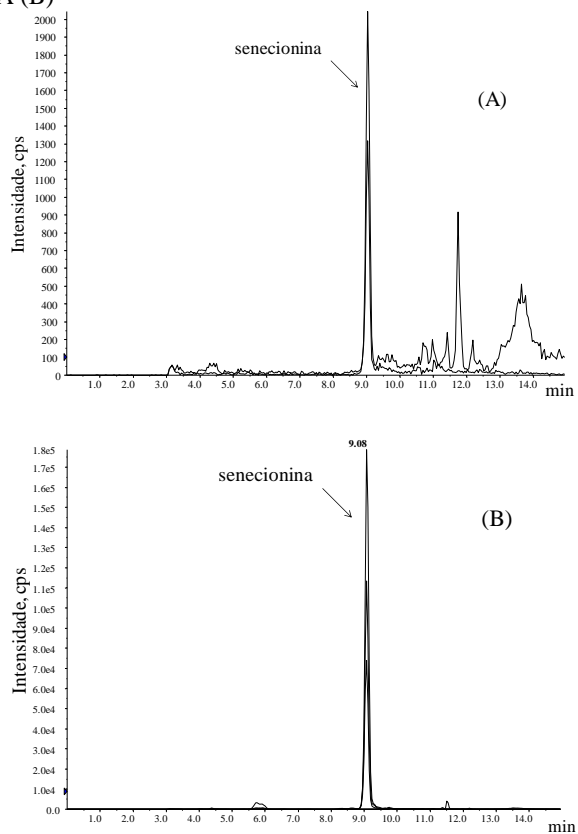 A (B)
2000
1900
1800
1700
1600
1500
1400
1300
1200
1100
1000
900
800
700
600
500
400
300
200
100
0
Intensidade, cps
senecionina
(A)
1.0 2.0 3.0 4.0 5.0 6.0 7.0 8.0 9.0 10.0 11.0 12.0 13.0 14.0
min
9.08
1.8e5
1.7e5
1.6e5
1.5e5
1.4e5
1.3e5
1.2e5
1.1e5
1.0e5
9.0e4
8.0e4
7.0e4
6.0e4
5.0e4
4.0e4
3.0e4
2.0e4
1.0e4
0.0
Intensidade, cps
senecionina
(B)
1.0 2.0 3.0 4.0 5.0 6.0 7.0 8.0 9.0 10.0 11.0 12.0 13.0 14.0
min